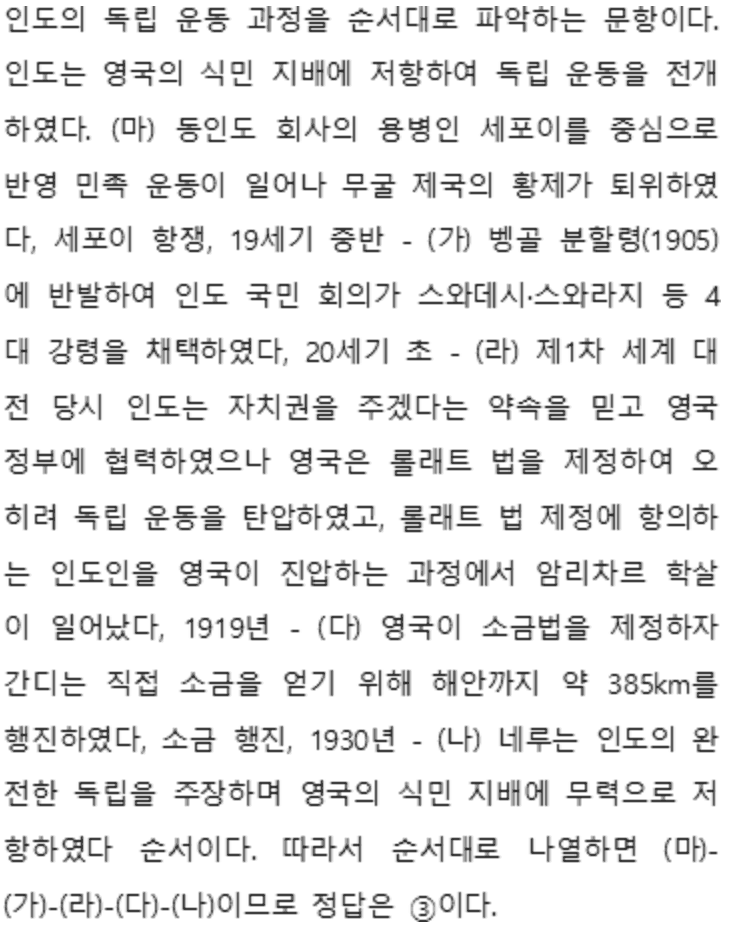 인도의 독립 운동 과정을 순서대로 파악하는 문항이다.
인도는 영국의 식민 지배에 저항하여 독립 운동을 전개
하였다. (마) 동인도 회사의 용병인 세포이를 중심으로
반영 민족 운동이 일어나 무굴 제국의 황제가 퇴위하였
다, 세포이 항쟁, 19세기 중반 - (가) 벵골 분할령(1905)
에 반발하여 인도 국민 회의가 스와데시·스와라지 등 4
대 강령을 채택하였다, 20세기 초 - (라) 제1차 세계 대
전 당시 인도는 자치권을 주겠다는 약속을 믿고 영국
정부에 협력하였으나 영국은 롤래트 법을 제정하여 오
히려 독립 운동을 탄압하였고, 롤래트 법 제정에 항의하
는 인도인을 영국이 진압하는 과정에서 암리차르 학살
이 일어났다, 1919년 - (다) 영국이 소금법을 제정하자
간디는 직접 소금을 얻기 위해 해안까지 약 385km를
행진하였다, 소금 행진, 1930년 - (나) 네루는 인도의 완
전한 독립을 주장하며 영국의 식민 지배에 무력으로 저
항하였다 순서이다. 따라서 순서대로 나열하면 (마)-
(가)-(라)-(다)-(나)이므로 정답은 ③이다.